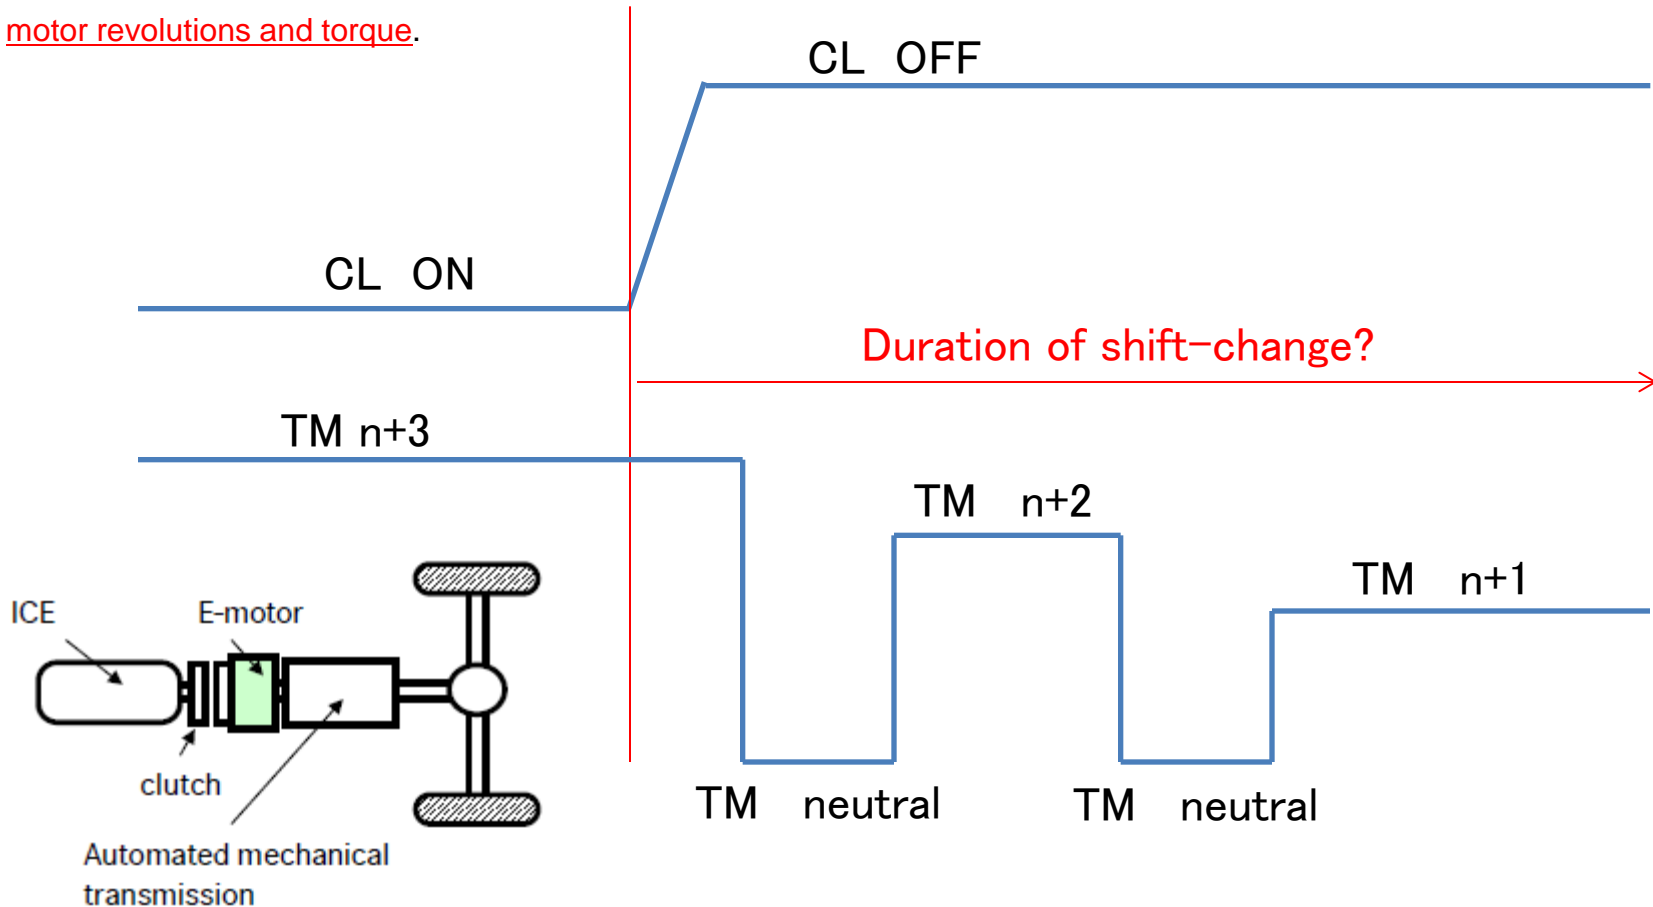 motor revolutions and torque.
CL OFF
CL ON
Duration of shift-change?
TM n+3
TM n+2
TM n+1
ICE
E-motor
clutch
TM neutral
TM neutral
Automated mechanical
transmission